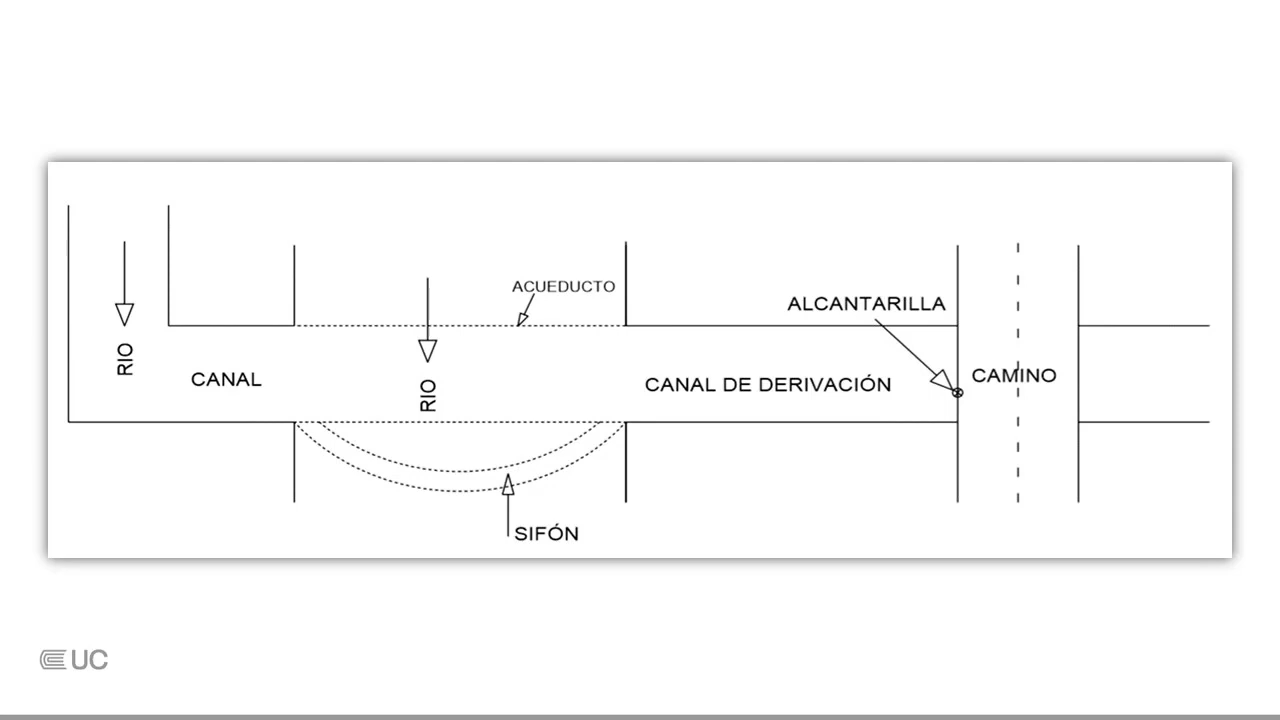 ACUEDUCTO
ALCANTARILLA
RIO
CANAL
RIO
CANAL DE DERIVACIÓN
CAMINO
SIFÓN
UC